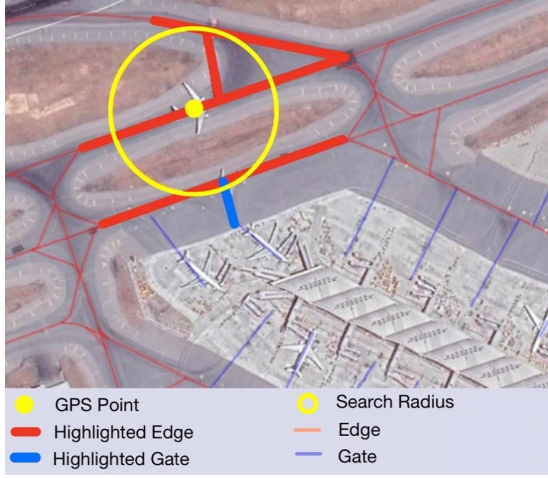 GPS Point
Search Radius
Highlighted Edge
Edge
Highlighted Gate
Gate